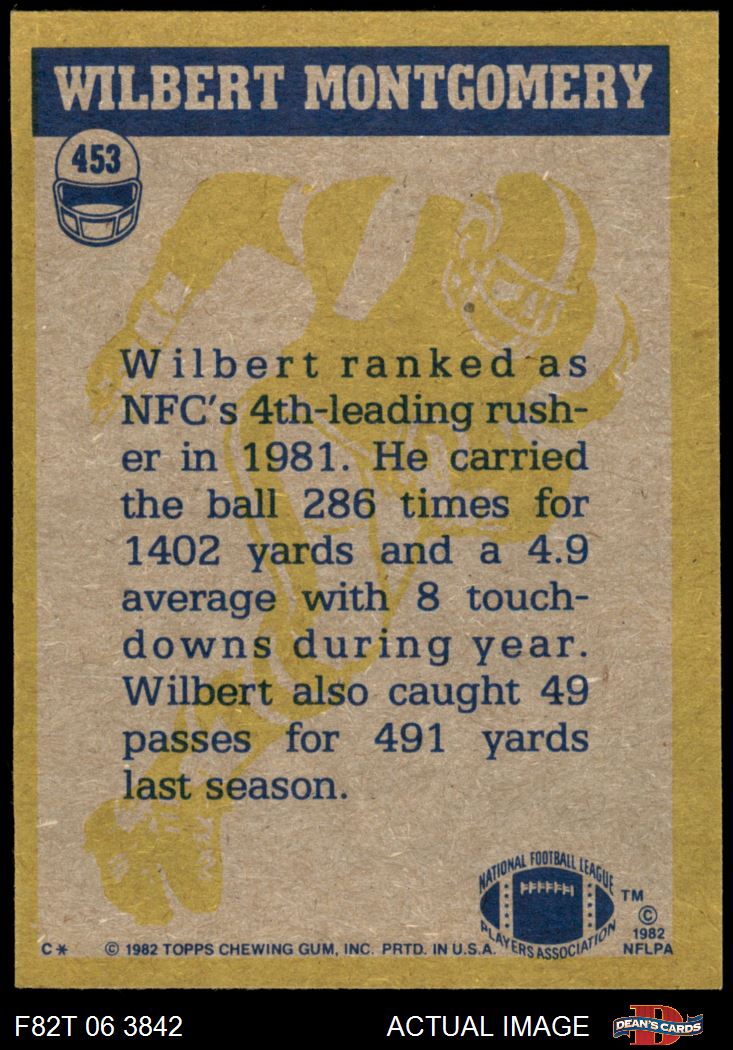 WILBERT MONTGOMERY
453
Wilbert ranked as
NFC's 4th-leading rush-
er in 1981. He carried
the ball 286 times for
1402 yards and a 4.9
average with 8 touch-
downs during year.
Wilbert also caught 49
passes for 491 yards
last season.
NATIONAL FOOTBALL LEAGUE
PLAYERS ASSOCIATION
TM
©
1982
NFLPA
C* © 1982 TOPPS CHEWING GUM, INC. PRTD. IN U.S.A.
F82T 06 3842 ACTUAL IMAGE
D
DEAN'S CARDS